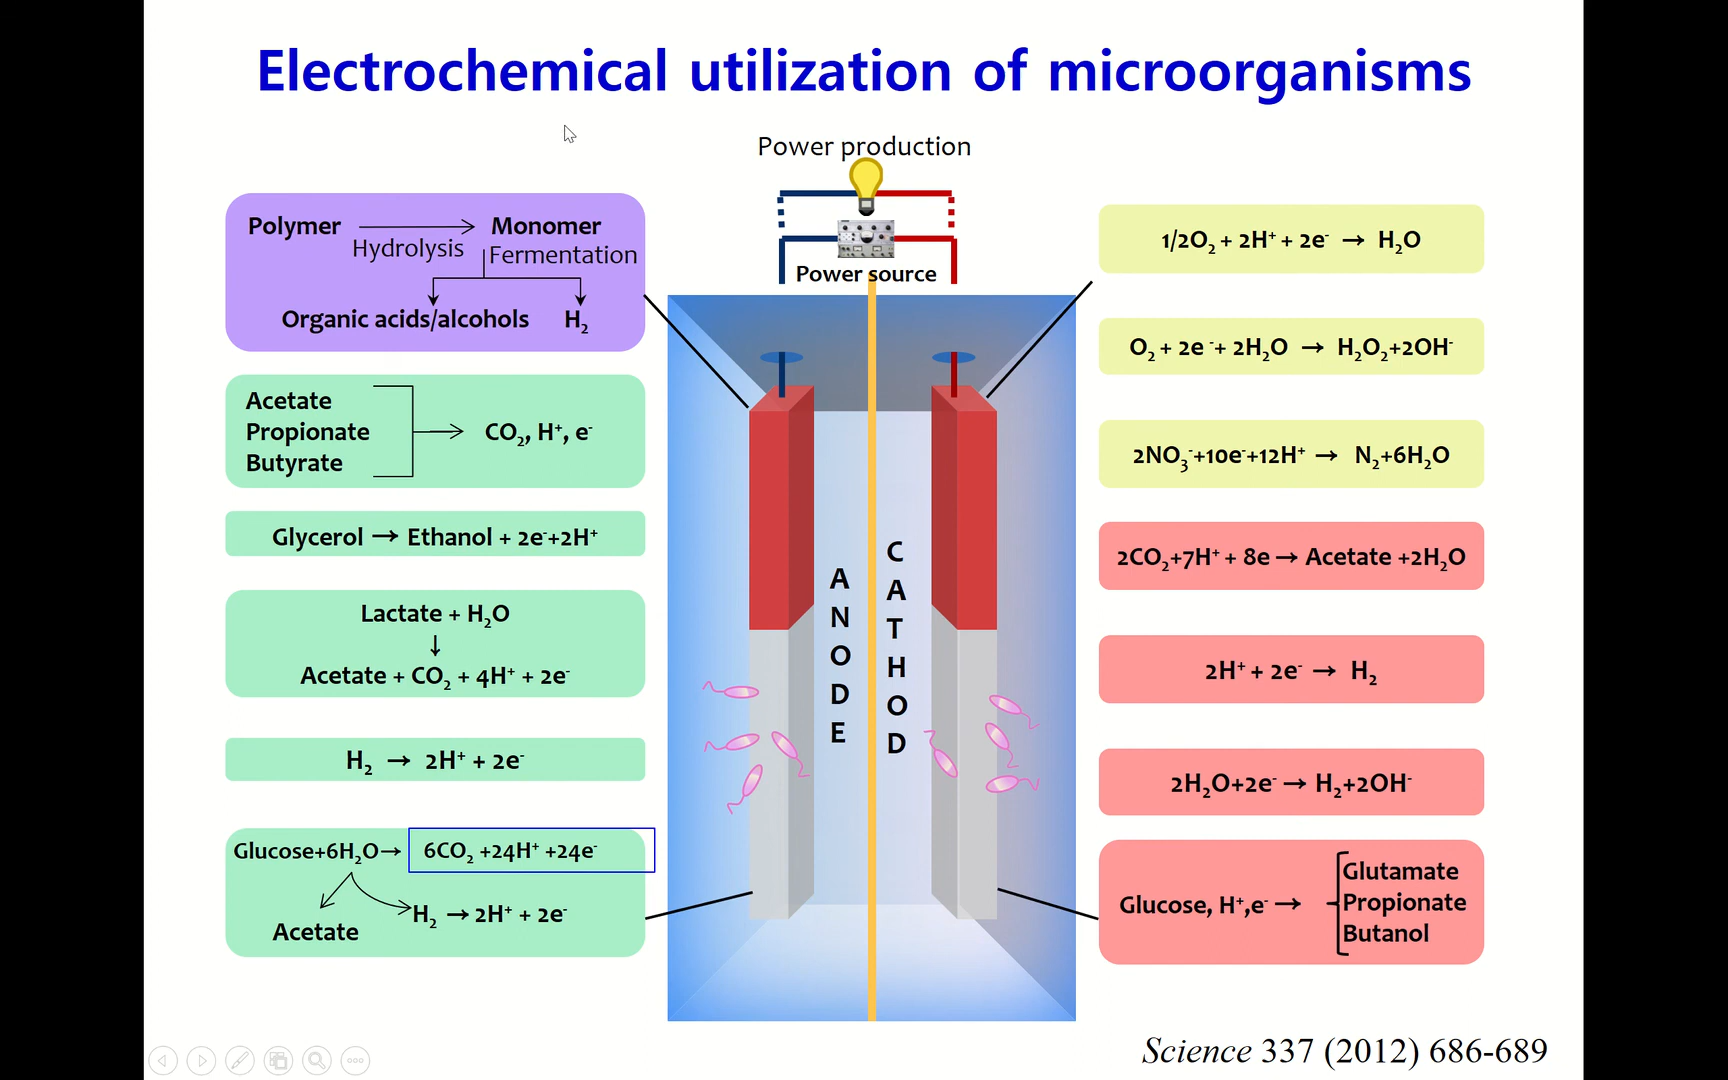 Electrochemical utilization of microorganisms
Power production
Power source
Polymer → Monomer
Hydrolysis
Fermentation
Organic acids/alcohols H₂
Acetate
Propionate
Butyrate
→ CO₂, H⁺, e⁻
Glycerol → Ethanol + 2e⁻+2H⁺
Lactate + H₂O
↓
Acetate + CO₂ + 4H⁺ + 2e⁻
H₂ → 2H⁺ + 2e⁻
Glucose+6H₂O→ 6CO₂ +24H⁺ +24e⁻
H₂ →2H⁺ + 2e⁻
Acetate
ANODE
CATHOD
1/2O₂ + 2H⁺ + 2e⁻ → H₂O
O₂ + 2e ⁻+ 2H₂O → H₂O₂+2OH⁻
2NO₃⁻+10e⁻+12H⁺ → N₂+6H₂O
2CO₂+7H⁺ + 8e → Acetate +2H₂O
2H⁺ + 2e⁻ → H₂
2H₂O+2e⁻ → H₂+2OH⁻
Glucose, H⁺,e⁻ →
Glutamate
Propionate
Butanol
Science 337 (2012) 686-689